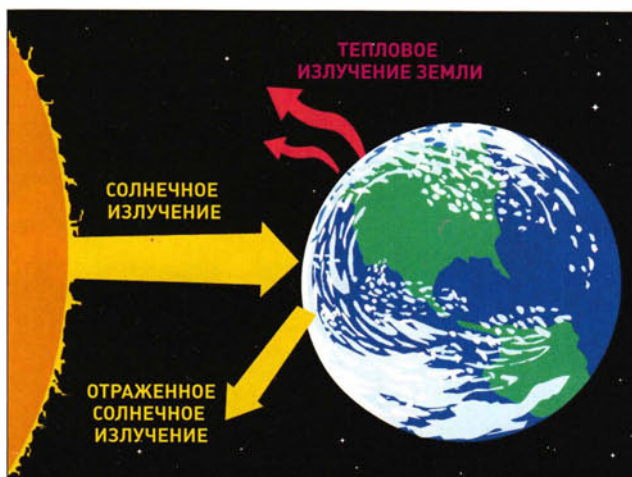 ТЕПЛОВОЕ
ИЗЛУЧЕНИЕ ЗЕМЛИ
СОЛНЕЧНОЕ
ИЗЛУЧЕНИЕ
ОТРАЖЕННОЕ
СОЛНЕЧНОЕ
ИЗЛУЧЕНИЕ